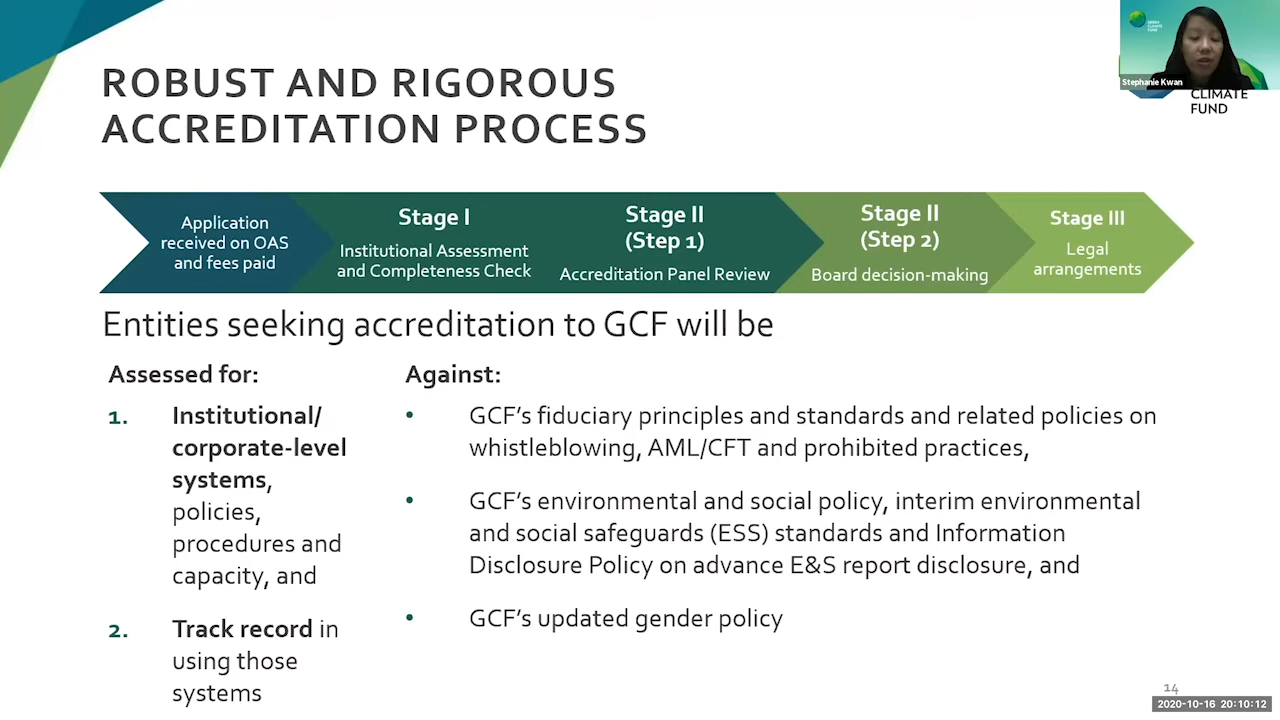 ROBUST AND RIGOROUS
ACCREDITATION PROCESS
GREEN
CLIMATE
FUND
Stephanie Kwan
CLIMATE
FUND
Application
received on OAS
and fees paid
Stage I
Institutional Assessment
and Completeness Check
Stage II
(Step 1)
Accreditation Panel Review
Stage II
(Step 2)
Board decision-making
Stage III
Legal
arrangements
Entities seeking accreditation to GCF will be
Assessed for:
1. Institutional/
corporate-level
systems,
policies,
procedures and
capacity, and
2. Track record in
using those
systems
Against:
• GCF's fiduciary principles and standards and related policies on
whistleblowing, AML/CFT and prohibited practices,
• GCF's environmental and social policy, interim environmental
and social safeguards (ESS) standards and Information
Disclosure Policy on advance E&S report disclosure, and
• GCF's updated gender policy
14
2020-10-16 20:10:12